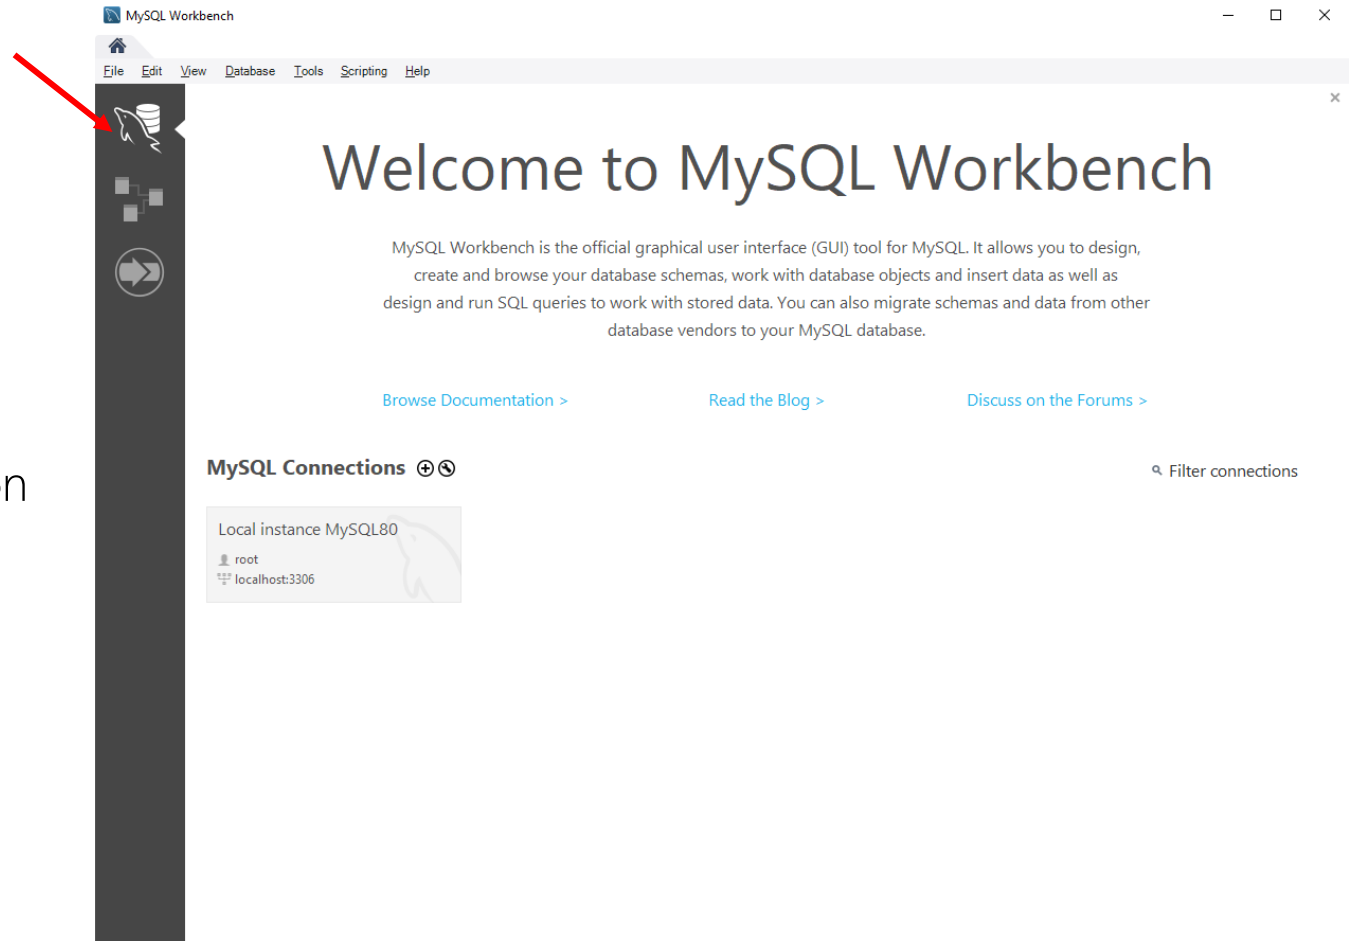 MySQL Workbench
File Edit View Database Tools Scripting Help
Welcome to MySQL Workbench
MySQL Workbench is the official graphical user interface (GUI) tool for MySQL. It allows you to design,
create and browse your database schemas, work with database objects and insert data as well as
design and run SQL queries to work with stored data. You can also migrate schemas and data from other
database vendors to your MySQL database.
Browse Documentation > Read the Blog > Discuss on the Forums >
MySQL Connections
Filter connections
Local instance MySQL80
root
localhost:3306